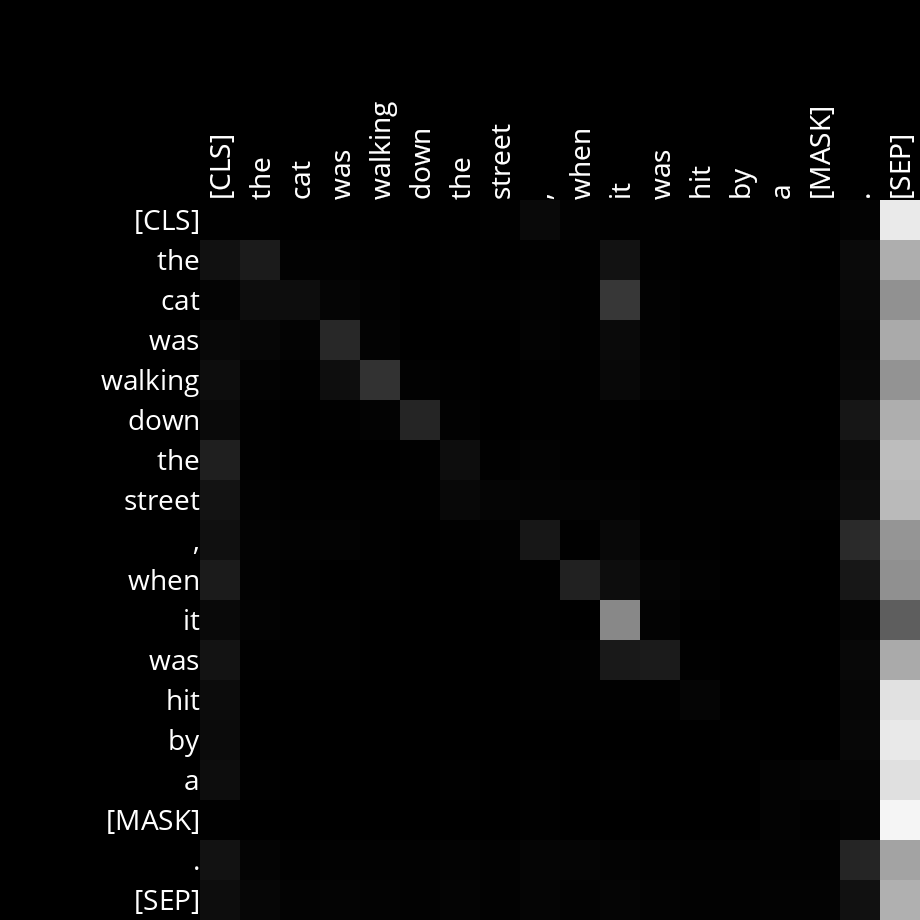 [CLS] the cat was walking down the street , when it was hit by a [MASK] . [SEP]
[CLS]
the
cat
was
walking
down
the
street
,
when
it
was
hit
by
a
[MASK]
.
[SEP]